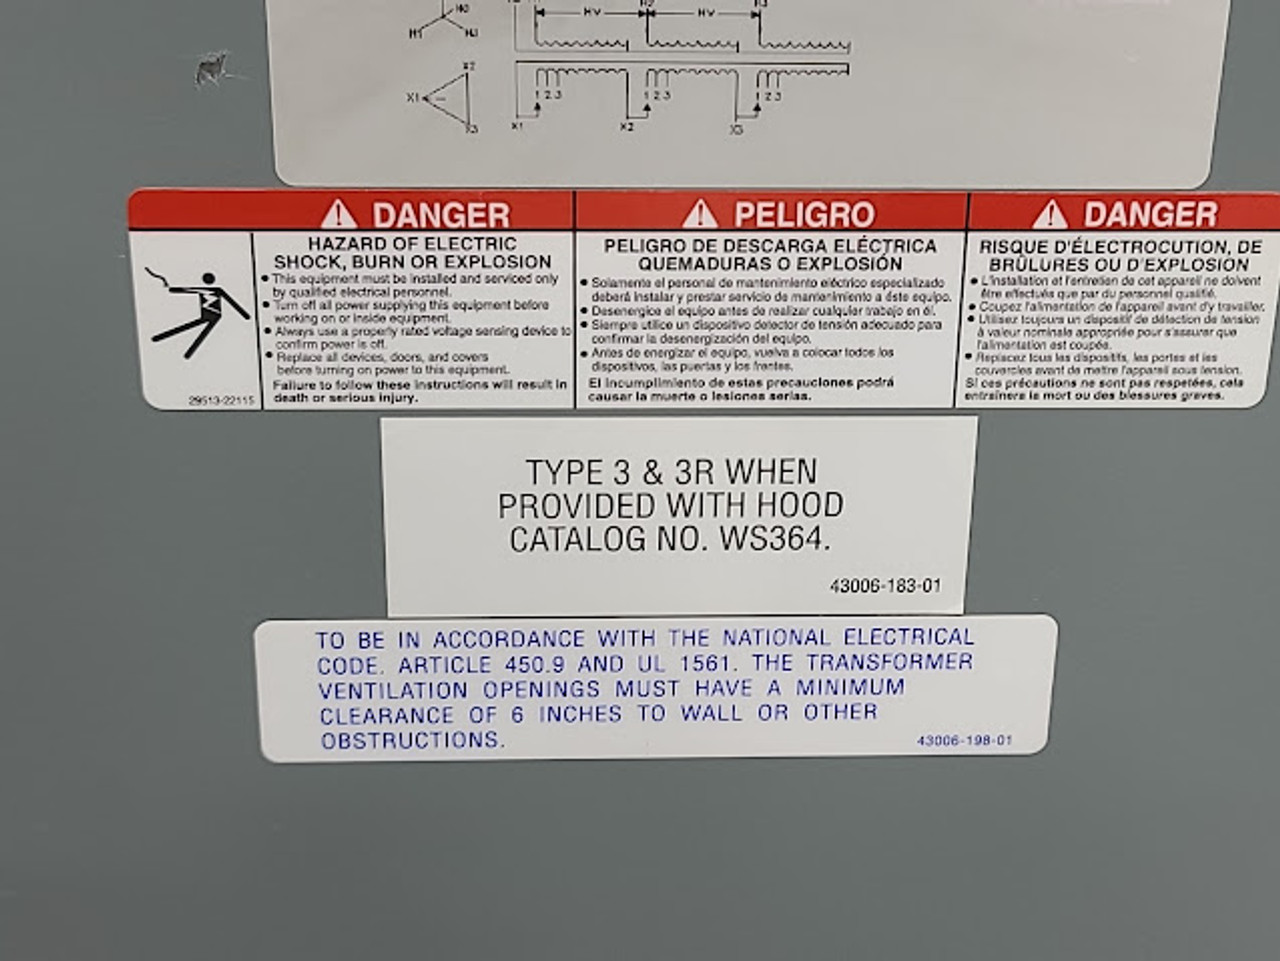 H0
H1
H2
H3
HV
HV
X2
X1
X3
1 2 3
1 2 3
1 2 3
X1
X2
X3
DANGER
HAZARD OF ELECTRIC
SHOCK, BURN OR EXPLOSION
• This equipment must be installed and serviced only
by qualified electrical personnel.
• Turn off all power supplying this equipment before
working on or inside equipment.
• Always use a properly rated voltage sensing device to
confirm power is off.
• Replace all devices, doors, and covers
before turning on power to this equipment.
Failure to follow these instructions will result in
death or serious injury.
29513-22115
PELIGRO
PELIGRO DE DESCARGA ELÉCTRICA
QUEMADURAS O EXPLOSIÓN
• Solamente el personal de mantenimiento eléctrico especializado
deberá instalar y prestar servicio de mantenimiento a éste equipo.
• Desenergice el equipo antes de realizar cualquier trabajo en él.
• Siempre utilice un dispositivo detector de tensión adecuado para
confirmar la desenergización del equipo.
• Antes de energizar el equipo, vuelva a colocar todos los
dispositivos, las puertas y los frentes.
El incumplimiento de estas precauciones podrá
causar la muerte o lesiones serias.
DANGER
RISQUE D'ÉLECTROCUTION, DE
BRÛLURES OU D'EXPLOSION
• L'installation et l'entretien de cet appareil ne doivent
être effectués que par du personnel qualifié.
• Coupez l'alimentation de l'appareil avant d'y travailler.
• Utilisez toujours un dispositif de détection de tension
à valeur nominale appropriée pour s'assurer que
l'alimentation est coupée.
• Replacez tous les dispositifs, les portes et les
couvercles avant de mettre l'appareil sous tension.
Si ces précautions ne sont pas respetées, cela
entraînera la mort ou des blessures graves.
TYPE 3 & 3R WHEN
PROVIDED WITH HOOD
CATALOG NO. WS364.
43006-183-01
TO BE IN ACCORDANCE WITH THE NATIONAL ELECTRICAL
CODE. ARTICLE 450.9 AND UL 1561. THE TRANSFORMER
VENTILATION OPENINGS MUST HAVE A MINIMUM
CLEARANCE OF 6 INCHES TO WALL OR OTHER
OBSTRUCTIONS.
43006-198-01